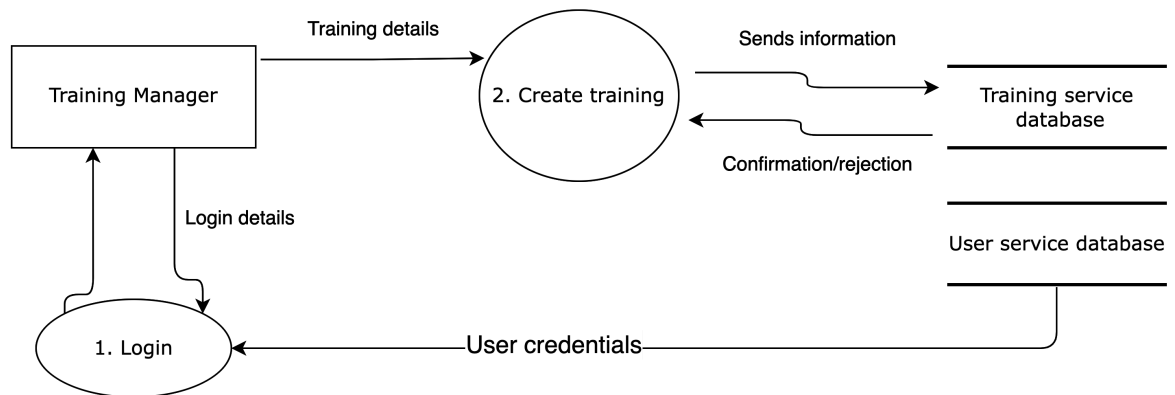 Training details
Sends information
Training Manager
2. Create training
Training service
database
Confirmation/rejection
Login details
User service database
1. Login
User credentials